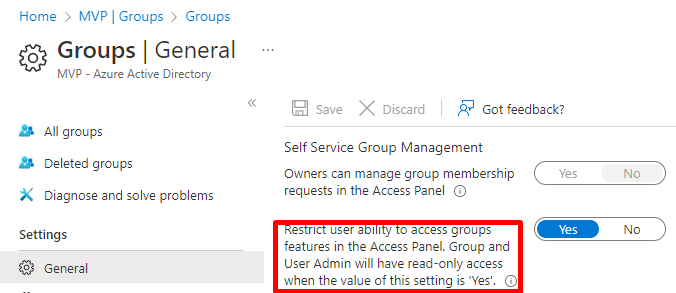 Home > MVP | Groups > Groups
Groups | General
...
MVP - Azure Active Directory
«
All groups
Deleted groups
Diagnose and solve problems
Settings
General
Save Discard Got feedback?
Self Service Group Management
Owners can manage group membership
requests in the Access Panel
Yes No
Restrict user ability to access groups
features in the Access Panel. Group and
User Admin will have read-only access
when the value of this setting is 'Yes'.
Yes No